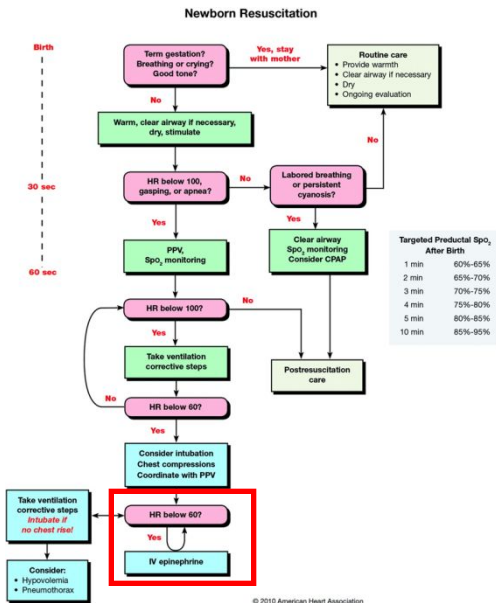 Newborn Resuscitation
Birth
30 sec
60 sec
Term gestation?
Breathing or crying?
Good tone?
Yes, stay
with mother
Routine care
• Provide warmth
• Clear airway if necessary
• Dry
• Ongoing evaluation
No
Warm, clear airway if necessary,
dry, stimulate
No
HR below 100,
gasping, or apnea?
No
Labored breathing
or persistent
cyanosis?
Yes
Yes
PPV,
SpO2 monitoring
Clear airway
SpO2 monitoring
Consider CPAP
Targeted Preductal SpO2
After Birth
1 min 60%-65%
2 min 65%-70%
3 min 70%-75%
4 min 75%-80%
5 min 80%-85%
10 min 85%-95%
HR below 100?
No
Yes
Take ventilation
corrective steps
Postresuscitation
care
No
HR below 60?
Yes
Consider intubation
Chest compressions
Coordinate with PPV
Take ventilation
corrective steps
Intubate if
no chest rise!
HR below 60?
Yes
IV epinephrine
Consider:
• Hypovolemia
• Pneumothorax
© 2010 American Heart Association